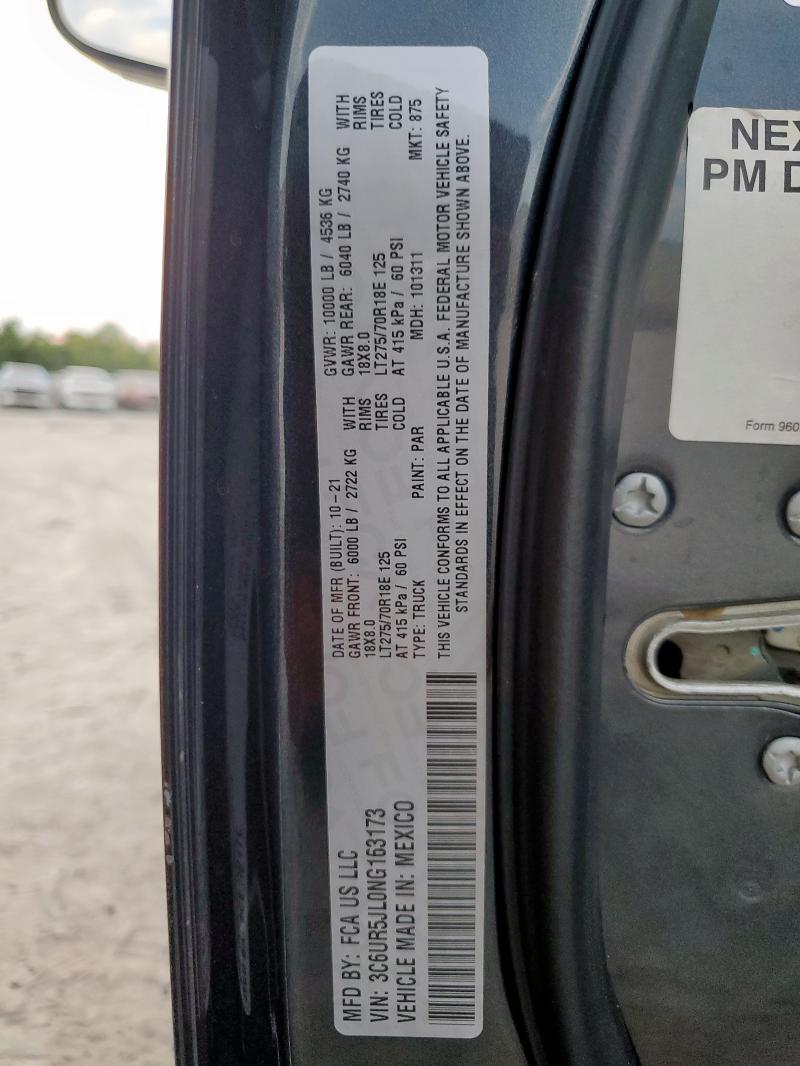 MFD BY: FCA US LLC
VIN: 3C6UR5JL0NG163173
VEHICLE MADE IN: MEXICO
DATE OF MFR (BUILT): 10-21 GVWR: 10000 LB / 4536 KG
GAWR FRONT: 6000 LB / 2722 KG WITH GAWR REAR: 6040 LB / 2740 KG WITH
18X8.0 RIMS 18X8.0 RIMS
LT275/70R18E 125 TIRES LT275/70R18E 125 TIRES
AT 415 kPa / 60 PSI COLD AT 415 kPa / 60 PSI COLD
TYPE: TRUCK PAINT: PAR MDH: 101311 MKT: 875
THIS VEHICLE CONFORMS TO ALL APPLICABLE U.S.A. FEDERAL MOTOR VEHICLE SAFETY
STANDARDS IN EFFECT ON THE DATE OF MANUFACTURE SHOWN ABOVE.
NEX
PM D
Form 960